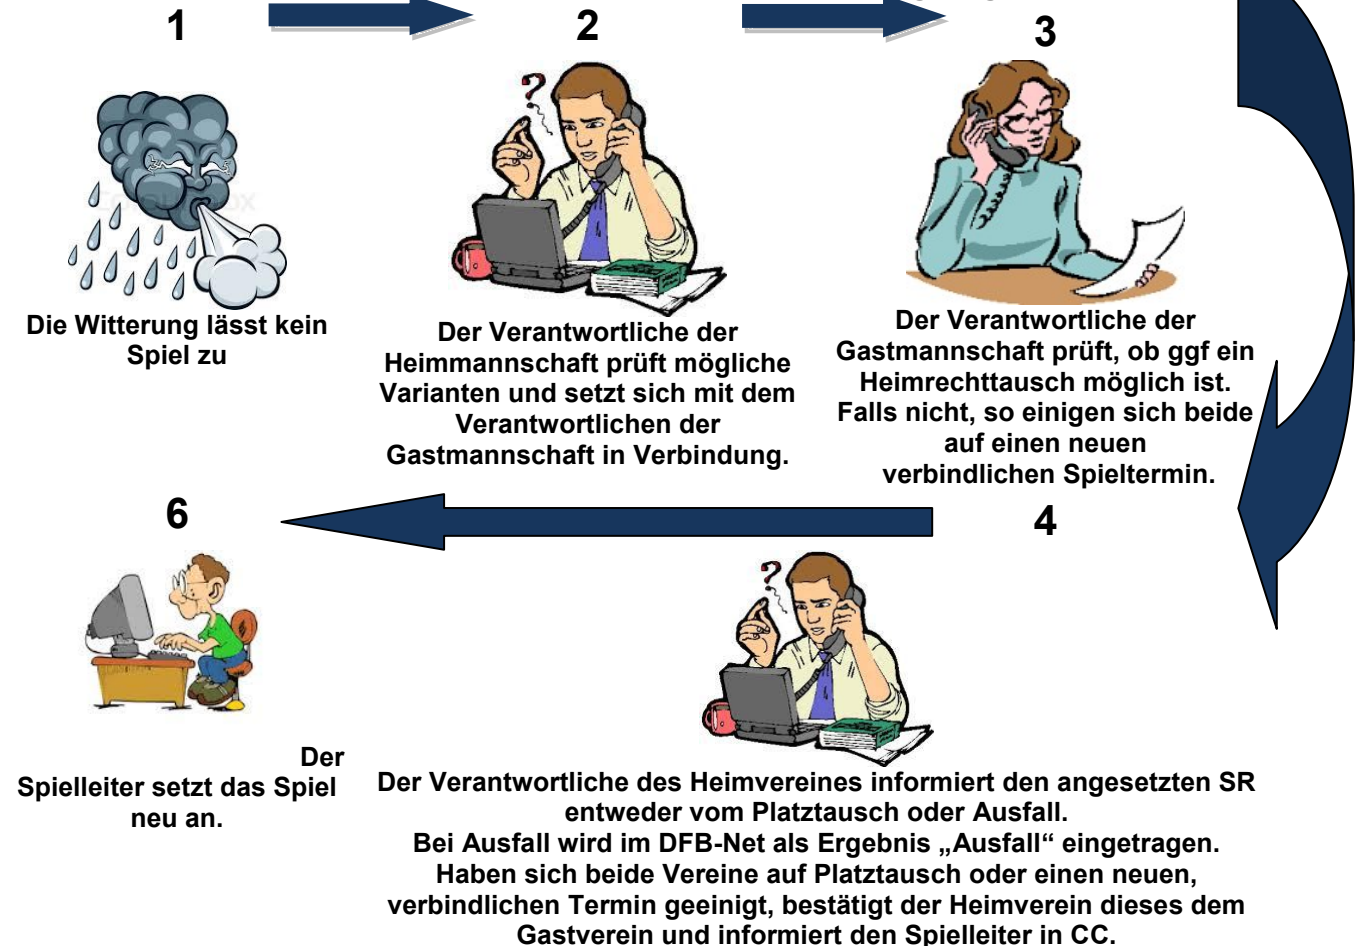 1
2
3
Die Witterung lässt kein
Spiel zu
Der Verantwortliche der
Heimmannschaft prüft mögliche
Varianten und setzt sich mit dem
Verantwortlichen der
Gastmannschaft in Verbindung.
Der Verantwortliche der
Gastmannschaft prüft, ob ggf ein
Heimrechttausch möglich ist.
Falls nicht, so einigen sich beide
auf einen neuen
verbindlichen Spieltermin.
4
?
Der Verantwortliche des Heimvereines informiert den angesetzten SR
entweder vom Platztausch oder Ausfall.
Bei Ausfall wird im DFB-Net als Ergebnis „Ausfall“ eingetragen.
Haben sich beide Vereine auf Platztausch oder einen neuen,
verbindlichen Termin geeinigt, bestätigt der Heimverein dieses dem
Gastverein und informiert den Spielleiter in CC.
6
Der
Spielleiter setzt das Spiel
neu an.